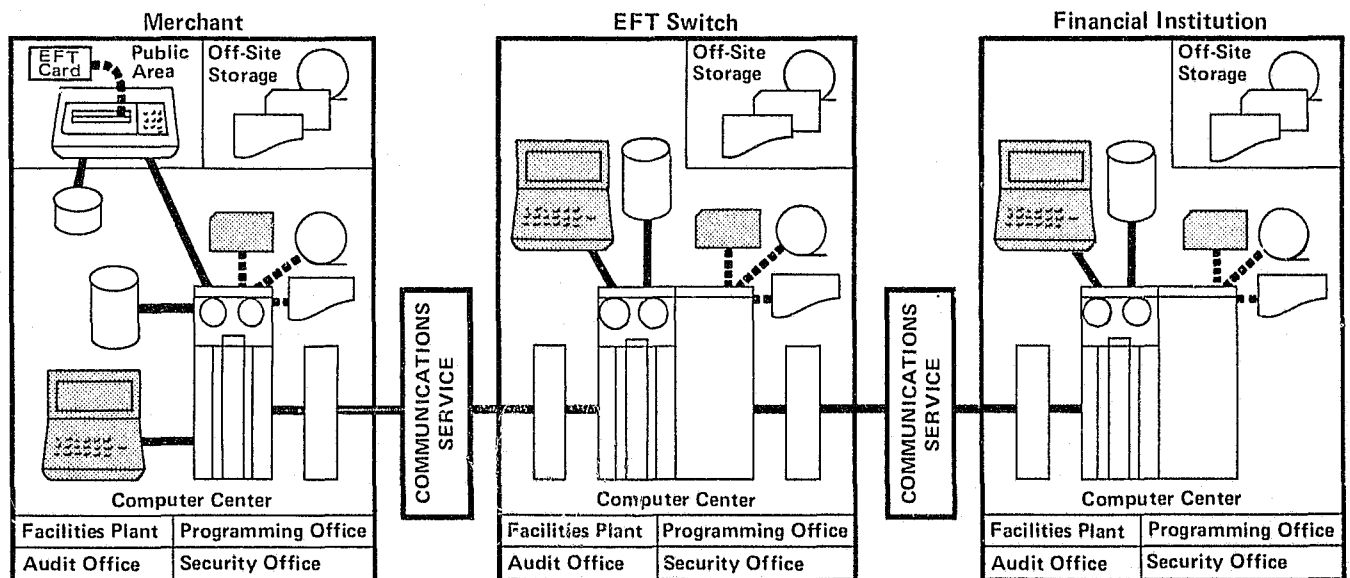 Merchant
EFT Card
Public Area
Off-Site Storage
COMMUNICATIONS SERVICE
Computer Center
Facilities Plant
Programming Office
Audit Office
Security Office
EFT Switch
Off-Site Storage
COMMUNICATIONS SERVICE
Computer Center
Facilities Plant
Programming Office
Audit Office
Security Office
Financial Institution
Off-Site Storage
Computer Center
Facilities Plant
Programming Office
Audit Office
Security Office